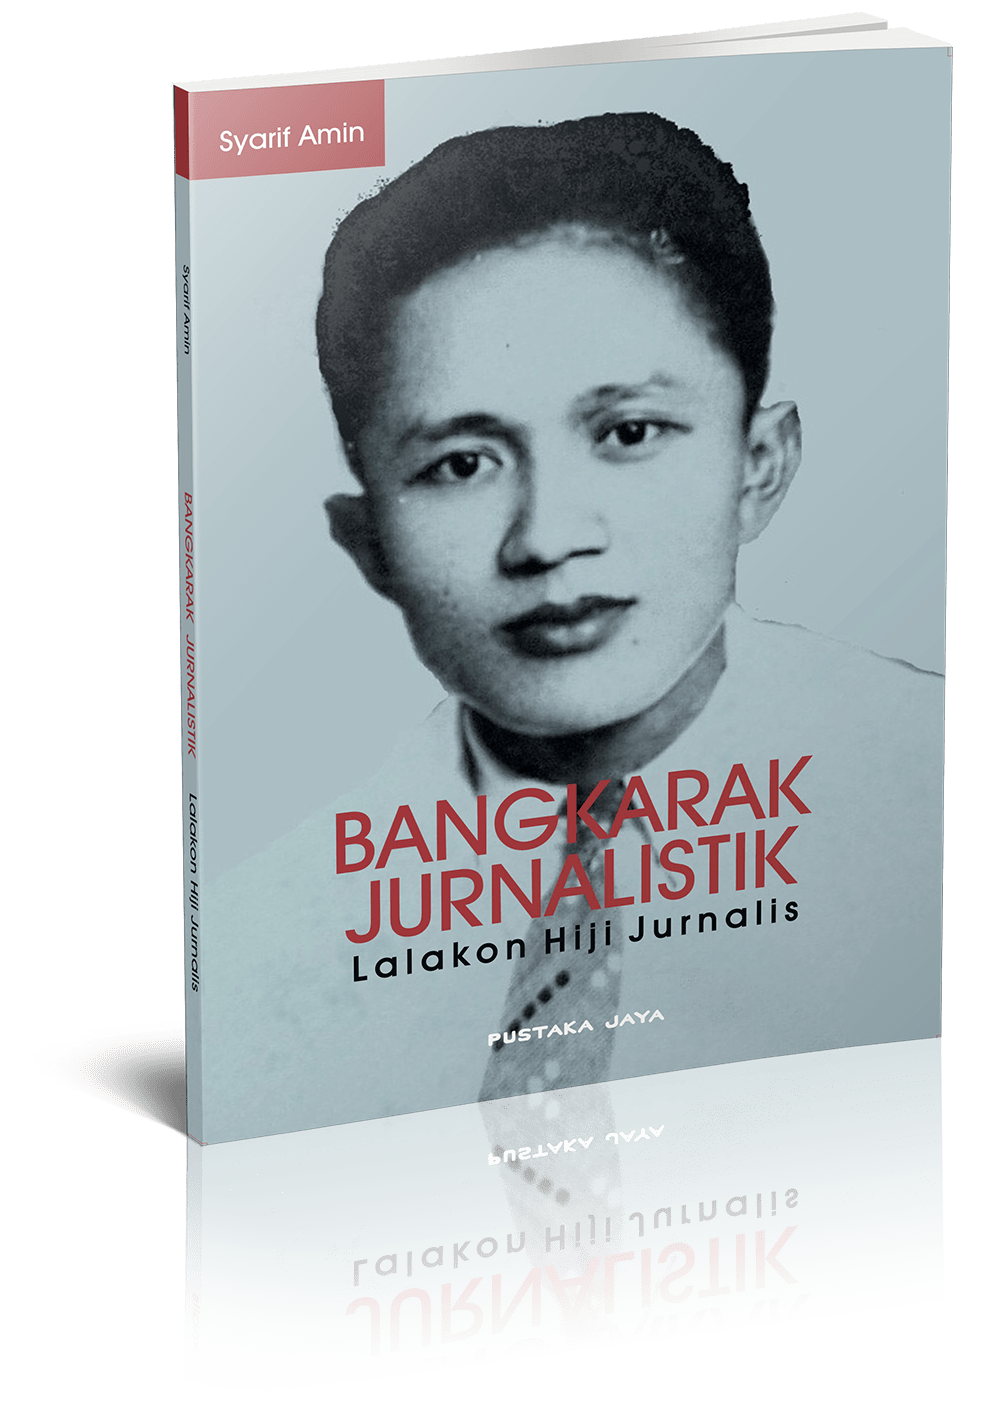 Syarif Amin
BANGKARAK
JURNALISTIK
Lalakon Hiji Jurnalis
PUSTAKA JAYA
Syarif Amin
BANGKARAK JURNALISTIK
Lalakon Hiji Jurnalis